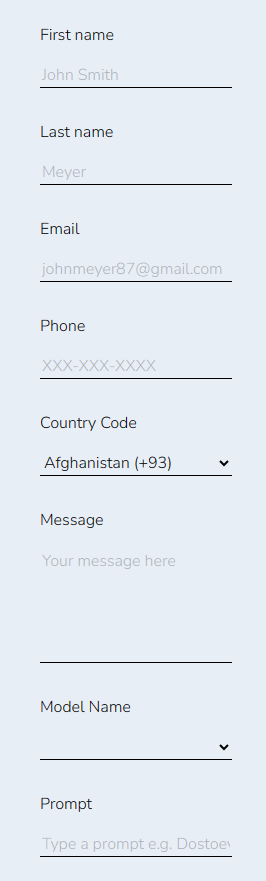 First name
John Smith
Last name
Meyer
Email
johnmeyer87@gmail.com
Phone
XXX-XXX-XXXX
Country Code
Afghanistan (+93)
Message
Your message here
Model Name
Prompt
Type a prompt e.g. Dostoev